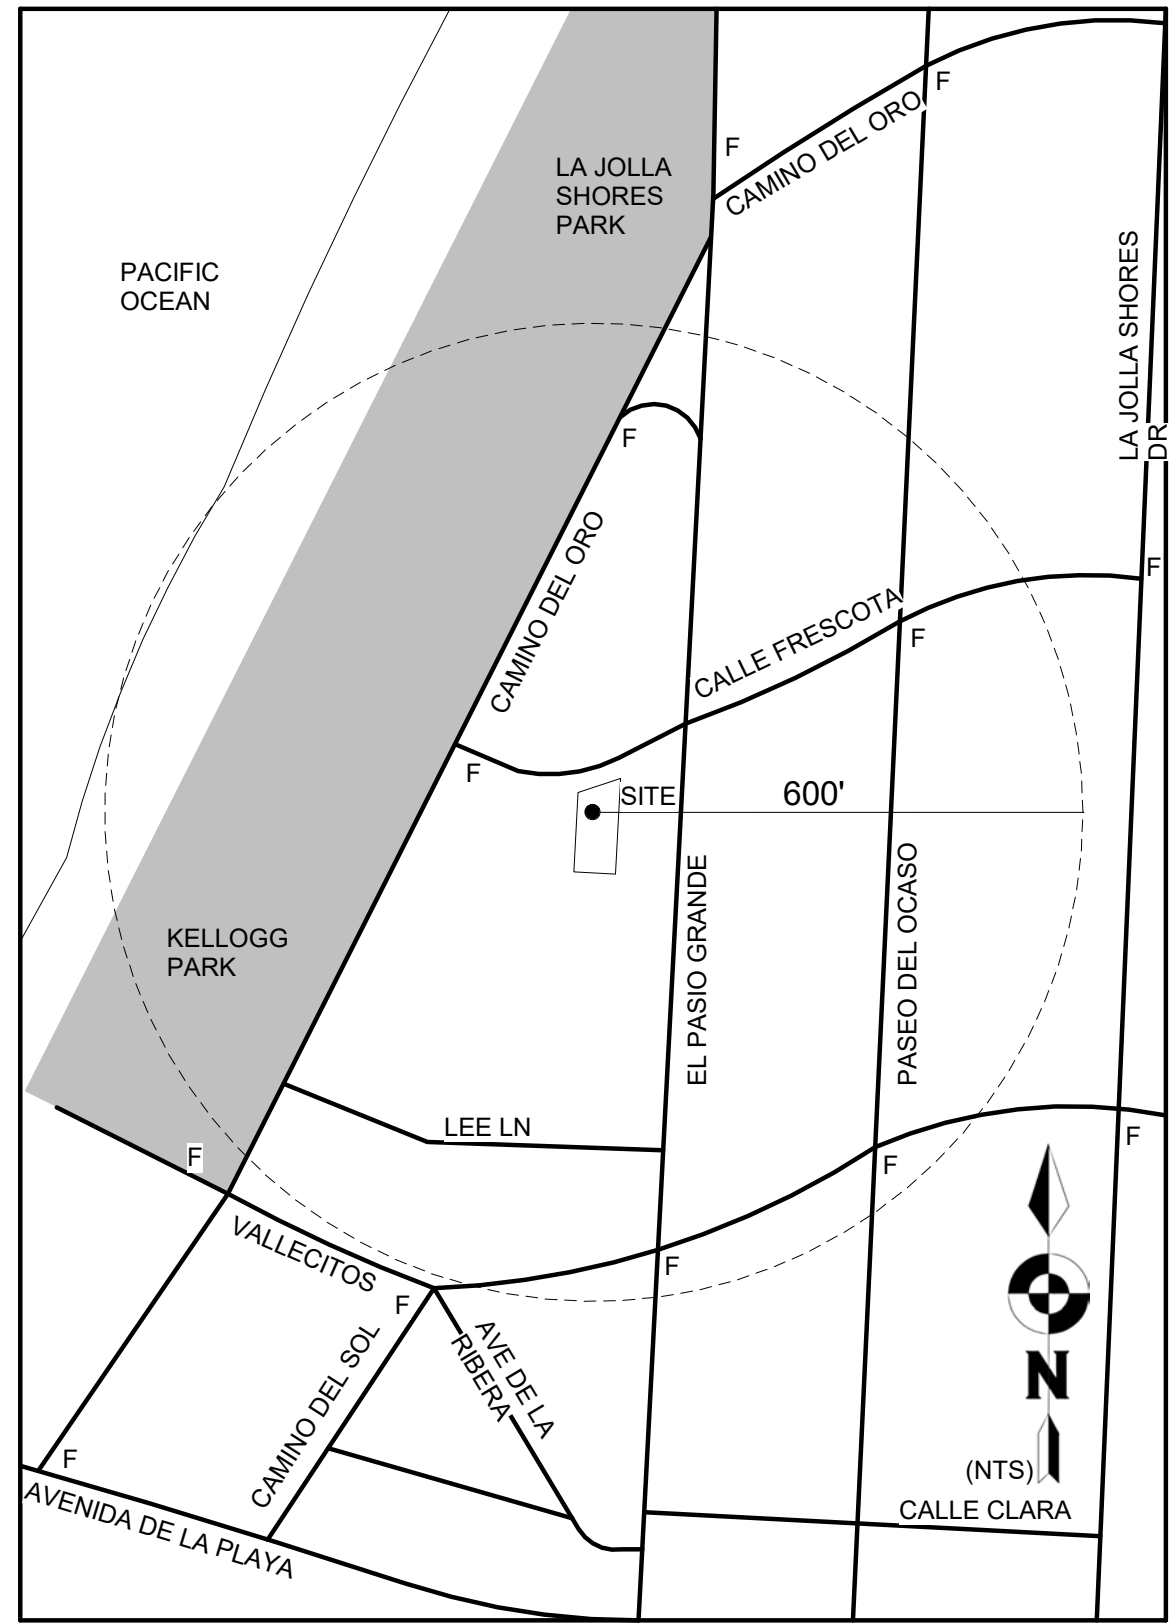 F
F
CAMINO DEL ORO
LA JOLLA
SHORES
PARK
PACIFIC
OCEAN
LA JOLLA SHORES
DR
F
CAMINO DEL ORO
F
CALLE FRESCOTA
F
F
SITE
600'
EL PASIO GRANDE
PASEO DEL OCASO
KELLOGG
PARK
LEE LN
F
F
F
VALLECITOS
F
F
AVE DE LA
RIBERA
CAMINO DEL SOL
N
F
(NTS)
AVENIDA DE LA PLAYA
CALLE CLARA